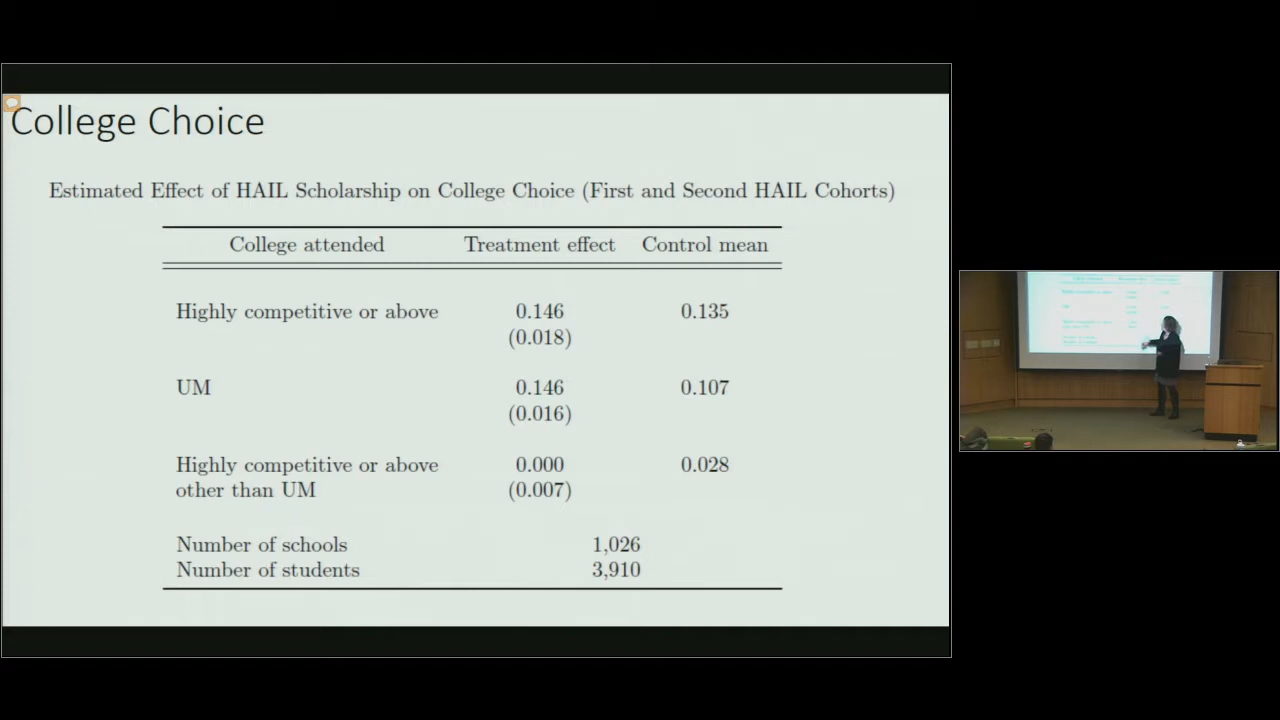 College Choice
Estimated Effect of HAIL Scholarship on College Choice (First and Second HAIL Cohorts)
College attended Treatment effect Control mean
Highly competitive or above 0.146 0.135
(0.018)
UM 0.146 0.107
(0.016)
Highly competitive or above 0.000 0.028
other than UM (0.007)
Number of schools 1,026
Number of students 3,910